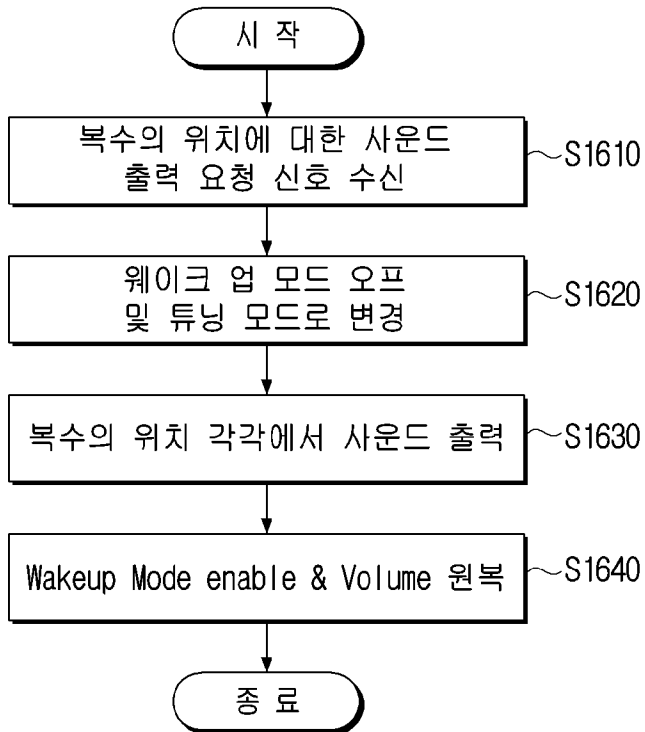 시 작
복수의 위치에 대한 사운드
출력 요청 신호 수신
S1610
웨이크 업 모드 오프
및 튜닝 모드로 변경
S1620
복수의 위치 각각에서 사운드 출력
S1630
Wakeup Mode enable & Volume 원복
S1640
종 료